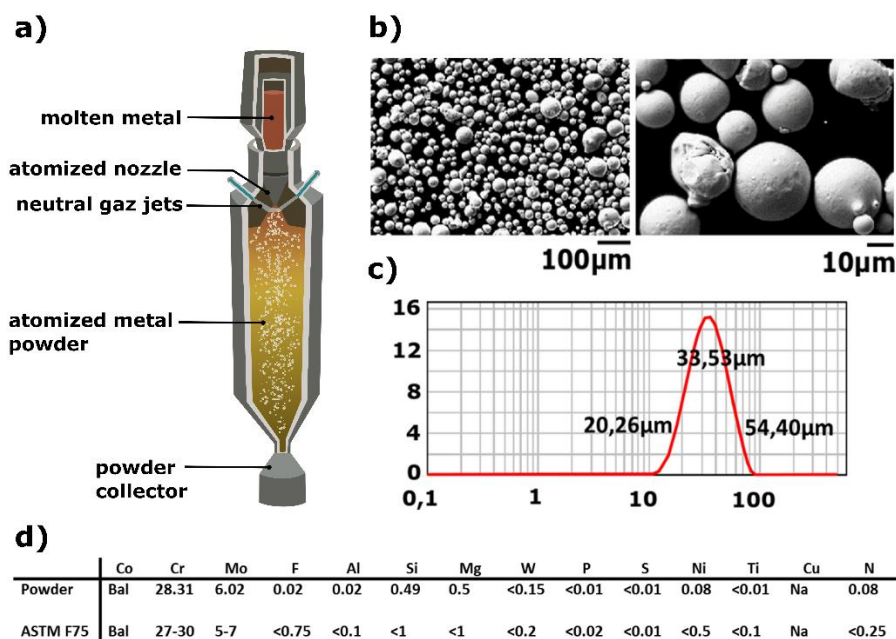 a)
molten metal
atomized nozzle
neutral gaz jets
atomized metal
powder
powder
collector
b)
100µm
10µm
c)
16
12
8
4
0
33,53µm
20,26µm
54,40µm
0,1
1
10
100
d)
Co Cr Mo F Al Si Mg W P S Ni Ti Cu N
Powder Bal 28.31 6.02 0.02 0.02 0.49 0.5 <0.15 <0.01 <0.01 0.08 <0.01 Na 0.08
ASTM F75 Bal 27-30 5-7 <0.75 <0.1 <1 <1 <0.2 <0.02 <0.01 <0.5 <0.1 Na <0.25